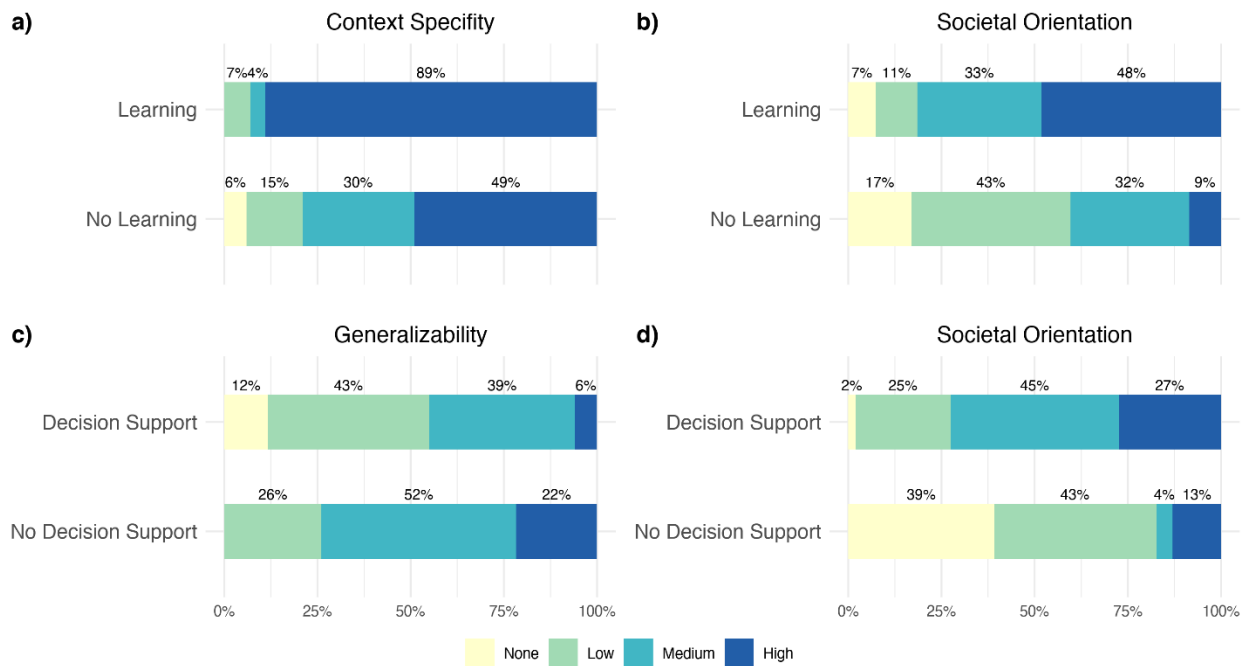 a)
Context Specifity
7% 4% 89%
Learning
6% 15% 30% 49%
No Learning
b)
Societal Orientation
7% 11% 33% 48%
Learning
17% 43% 32% 9%
No Learning
c)
Generalizability
12% 43% 39% 6%
Decision Support
26% 52% 22%
No Decision Support
0% 25% 50% 75% 100%
d)
Societal Orientation
2% 25% 45% 27%
Decision Support
39% 43% 4% 13%
No Decision Support
0% 25% 50% 75% 100%
None Low Medium High